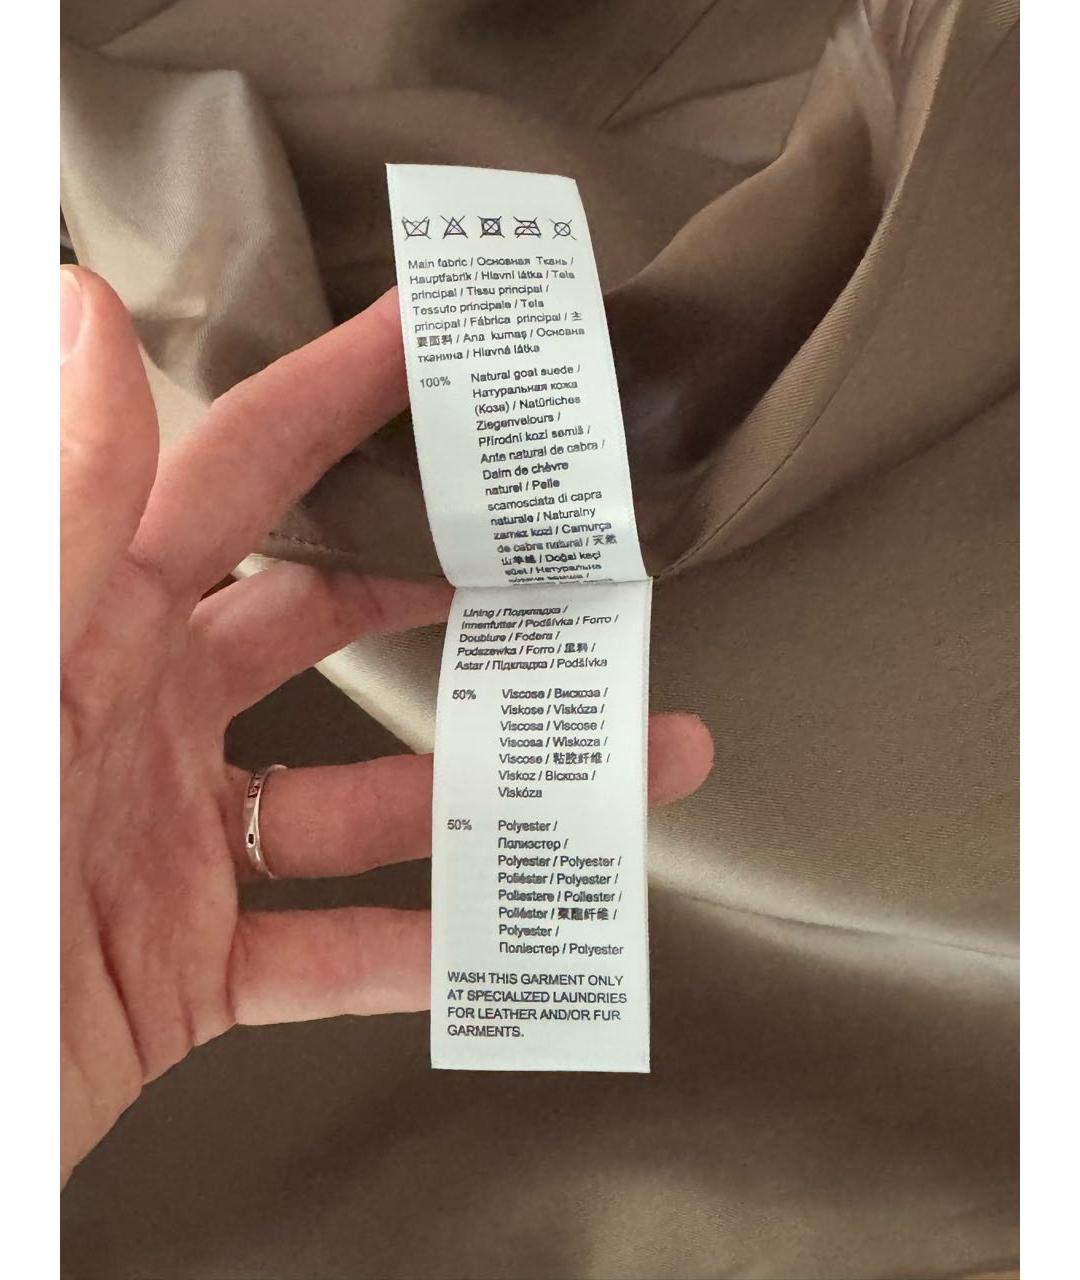 Main fabric / Основная Ткань /
Hauptfabrik / Hlavní látka / Tela
principal / Tissu principal /
Tessuto principale / Tela
principal / Fábrica principal / 主
要面料 / Ana kumaş / Основна
тканина / Hlavná látka
100% Natural goat suede /
Натуральная кожа
(Коза) / Natürliches
Ziegenvelours /
Přírodní kozí semiš /
Ante natural de cabra /
Daim de chèvre
naturel / Pelle
scamosciata di capra
naturale / Naturalny
zamsz kozi / Camurça
de cabra natural / 天然
山羊绒 / Doğal keçi
süet / Натуральна
Lining / Подкладка /
Innenfutter / Podšívka / Forro /
Doublure / Fodera /
Podszewka / Forro / 里料 /
Astar / Підкладка / Podšívka
50% Viscose / Вискоза /
Viskose / Viskóza /
Viscosa / Viscose /
Viscosa / Wiskoza /
Viscose / 粘胶纤维 /
Viskoz / Віскоза /
Viskóza
50% Polyester /
Полиэстер /
Polyester / Polyester /
Poliéster / Polyester /
Poliestere / Poliester /
Poliéster / 聚酯纤维 /
Polyester /
Поліестер / Polyester
WASH THIS GARMENT ONLY
AT SPECIALIZED LAUNDRIES
FOR LEATHER AND/OR FUR
GARMENTS.